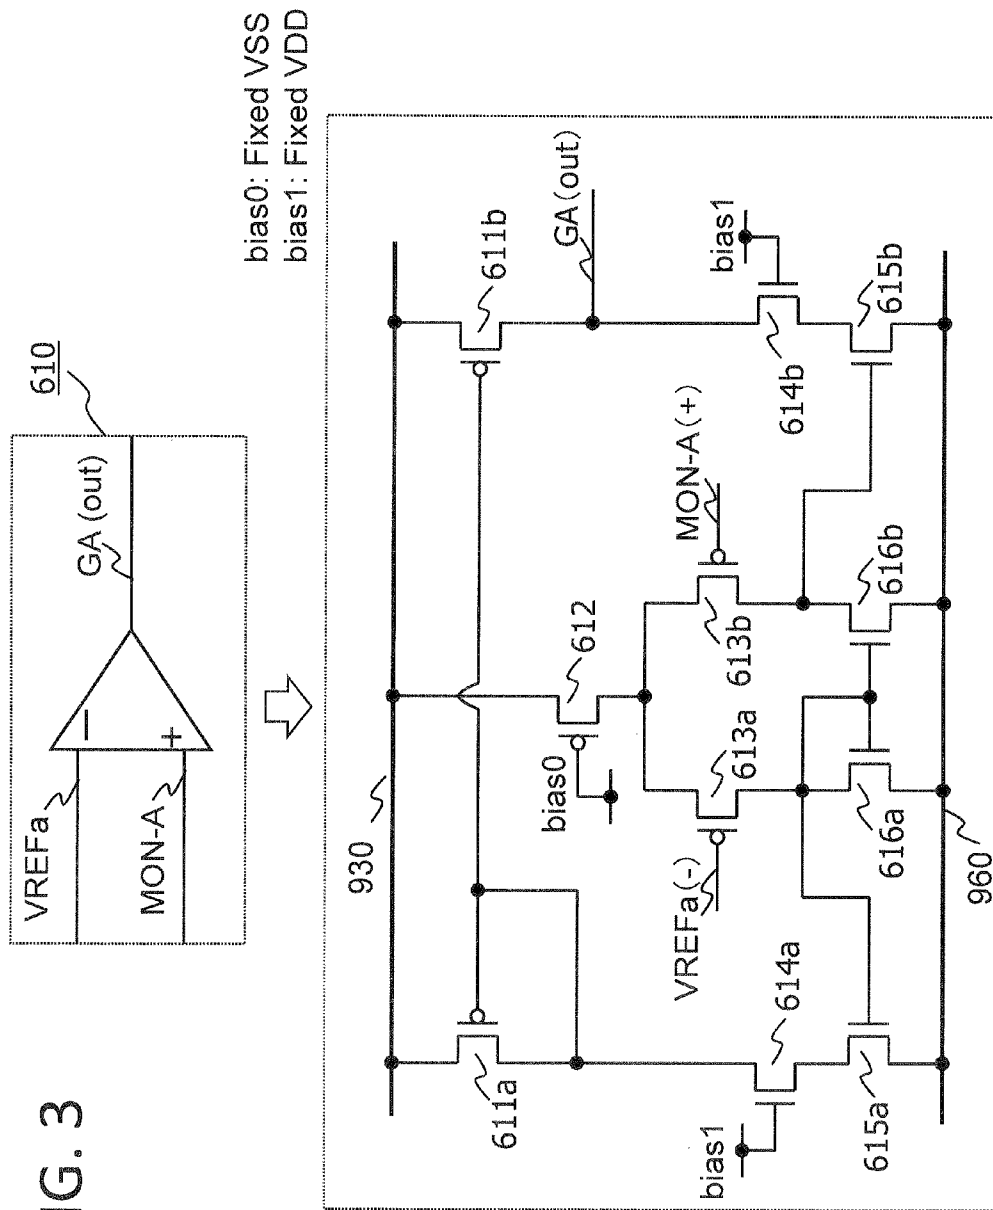 IG. 3
610
VREFa
MON-A
GA (out)
−
+
bias0: Fixed VSS
bias1: Fixed VDD
930
611a
611b
GA (out)
612
bias0
613a
613b
VREFa (-)
MON-A (+)
bias1
614a
614b
bias1
615a
616a
616b
615b
960